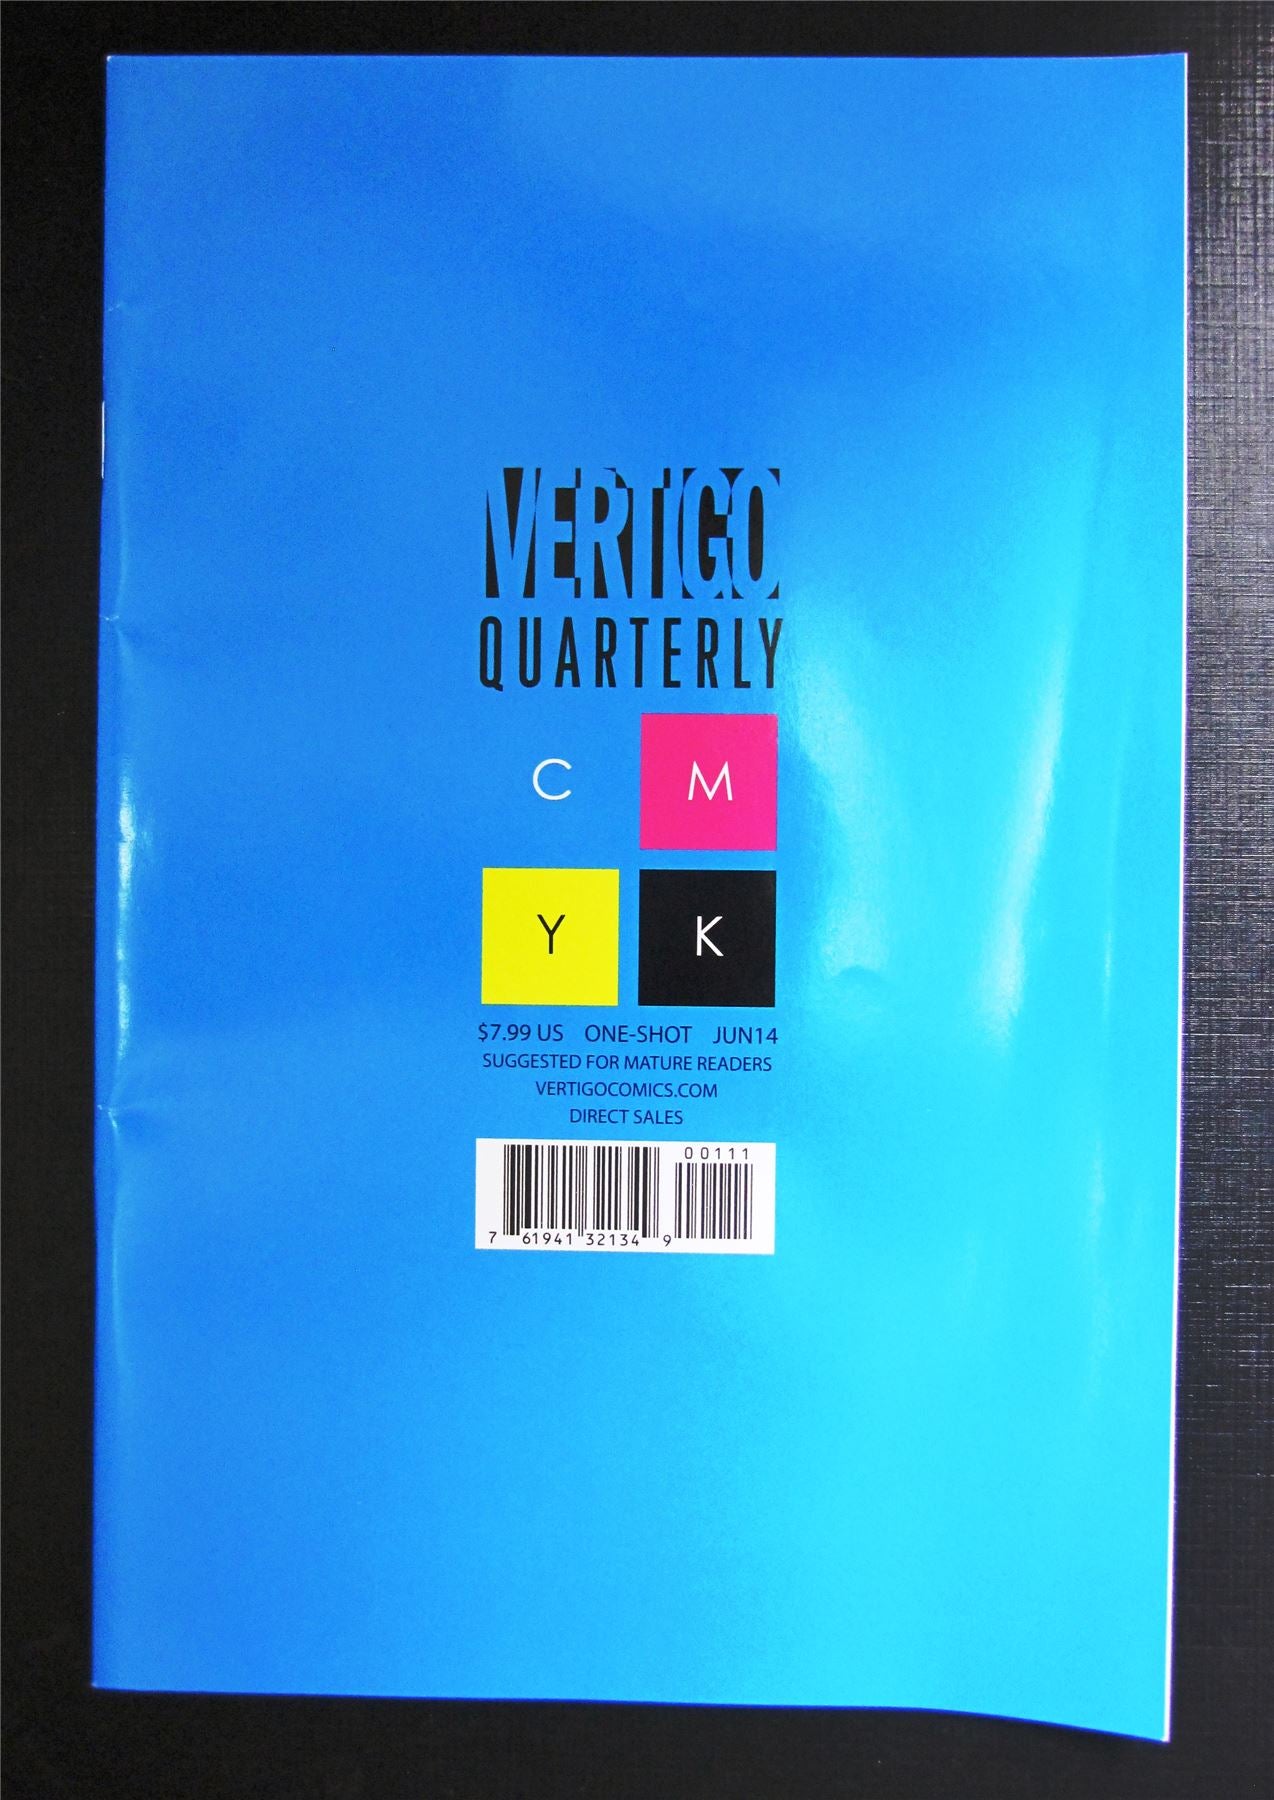 VERTIGO
QUARTERLY
C M
Y K
$7.99 US ONE-SHOT JUN14
SUGGESTED FOR MATURE READERS
VERTIGOCOMICS.COM
DIRECT SALES
00111
7 61941 32134 9